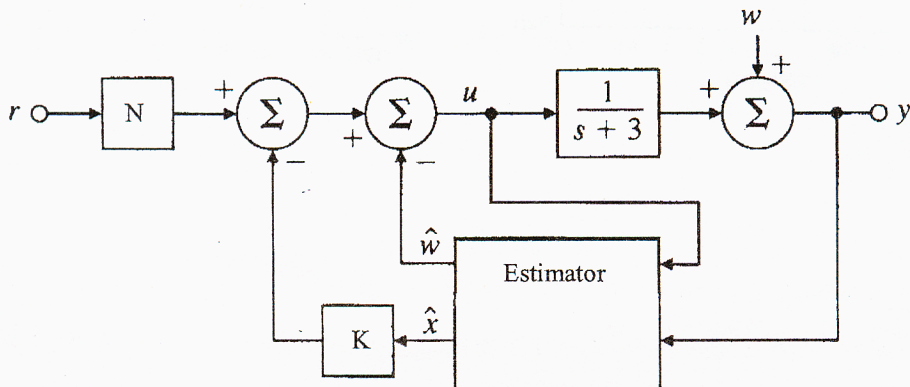 w
r N + Σ + Σ u 1 / s + 3 + Σ + y
− −
ŵ
Estimator
x̂
K